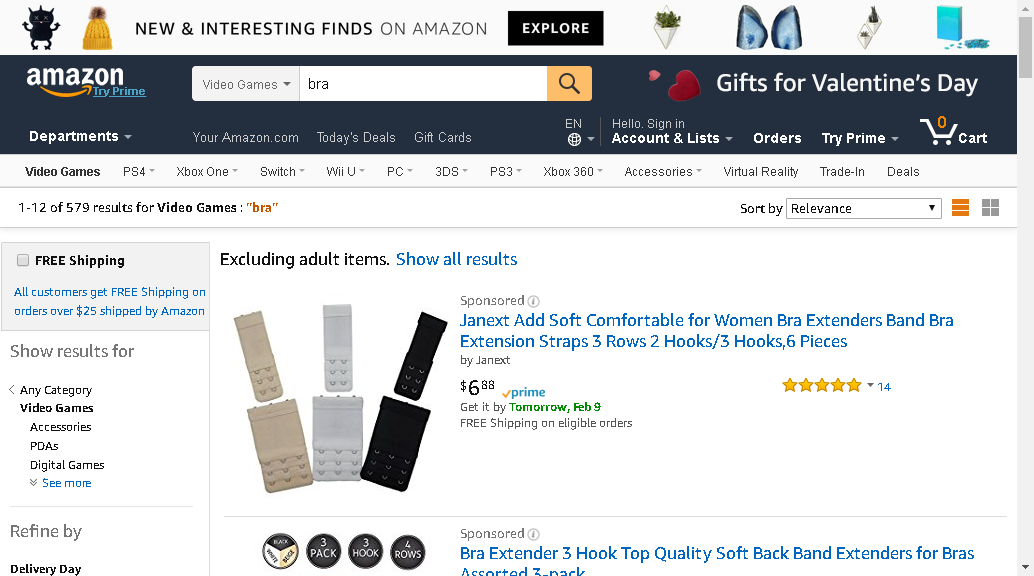 NEW & INTERESTING FINDS ON AMAZON EXPLORE
amazon
Try Prime
Video Games
bra
Gifts for Valentine's Day
Departments
Your Amazon.com Today's Deals Gift Cards
EN
Hello. Sign in
Account & Lists
Orders
Try Prime
0
Cart
Video Games PS4 Xbox One Switch Wii U PC 3DS PS3 Xbox 360 Accessories Virtual Reality Trade-In Deals
1-12 of 579 results for Video Games : "bra"
Sort by Relevance
FREE Shipping
All customers get FREE Shipping on
orders over $25 shipped by Amazon
Show results for
Any Category
Video Games
Accessories
PDAs
Digital Games
See more
Refine by
Delivery Day
Excluding adult items. Show all results
Sponsored
Janext Add Soft Comfortable for Women Bra Extenders Band Bra
Extension Straps 3 Rows 2 Hooks/3 Hooks,6 Pieces
by Janext
$6 88 prime
14
Get it by Tomorrow, Feb 9
FREE Shipping on eligible orders
BLACK
WHITE
BEIGE
3
PACK
3
HOOK
4
ROWS
Sponsored
Bra Extender 3 Hook Top Quality Soft Back Band Extenders for Bras
Assorted 3-pack